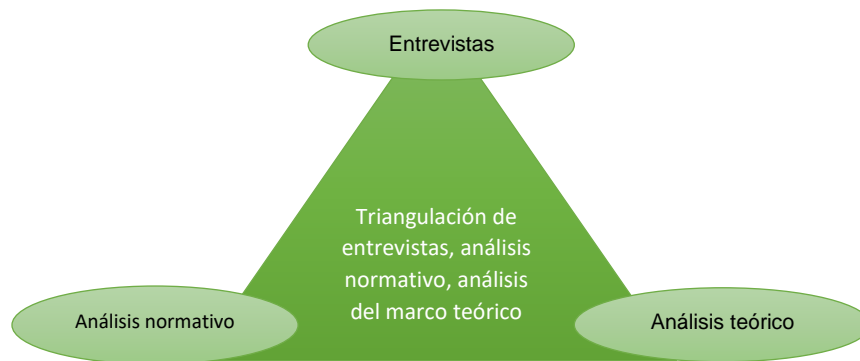 Entrevistas
Triangulación de
entrevistas, análisis
normativo, análisis
del marco teórico
Análisis normativo
Análisis teórico